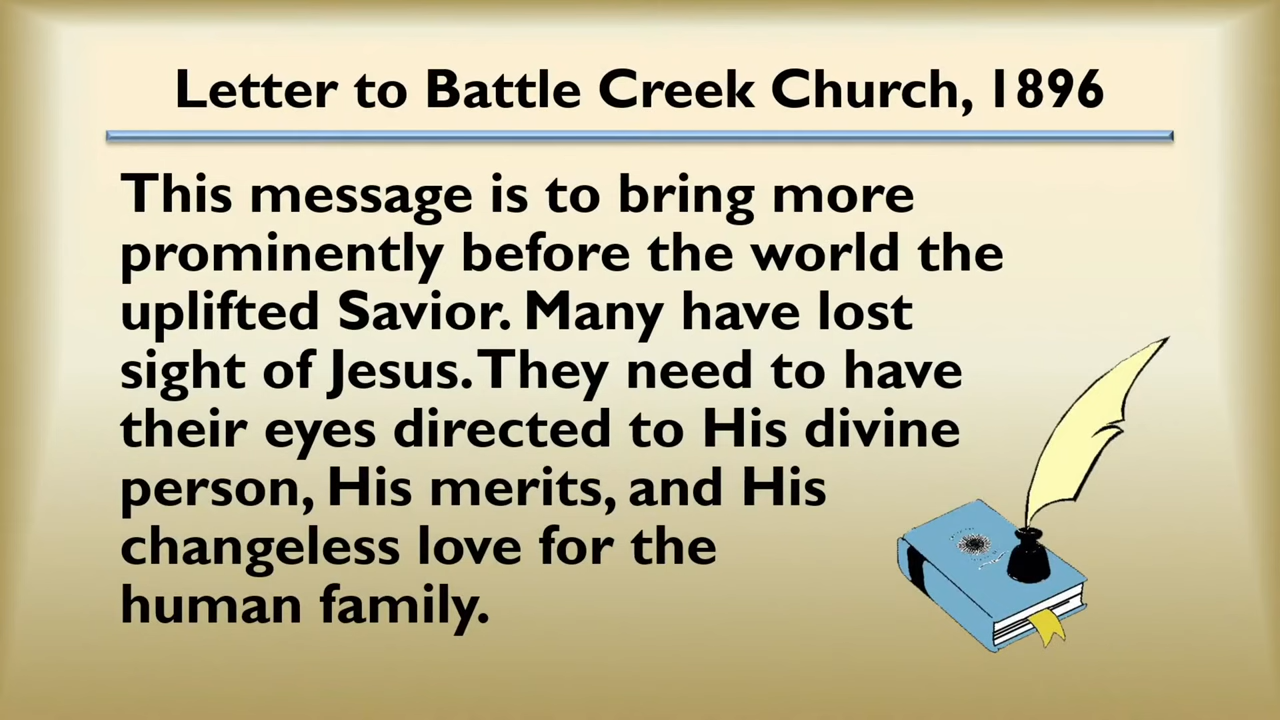 Letter to Battle Creek Church, 1896
This message is to bring more
prominently before the world the
uplifted Savior. Many have lost
sight of Jesus. They need to have
their eyes directed to His divine
person, His merits, and His
changeless love for the
human family.